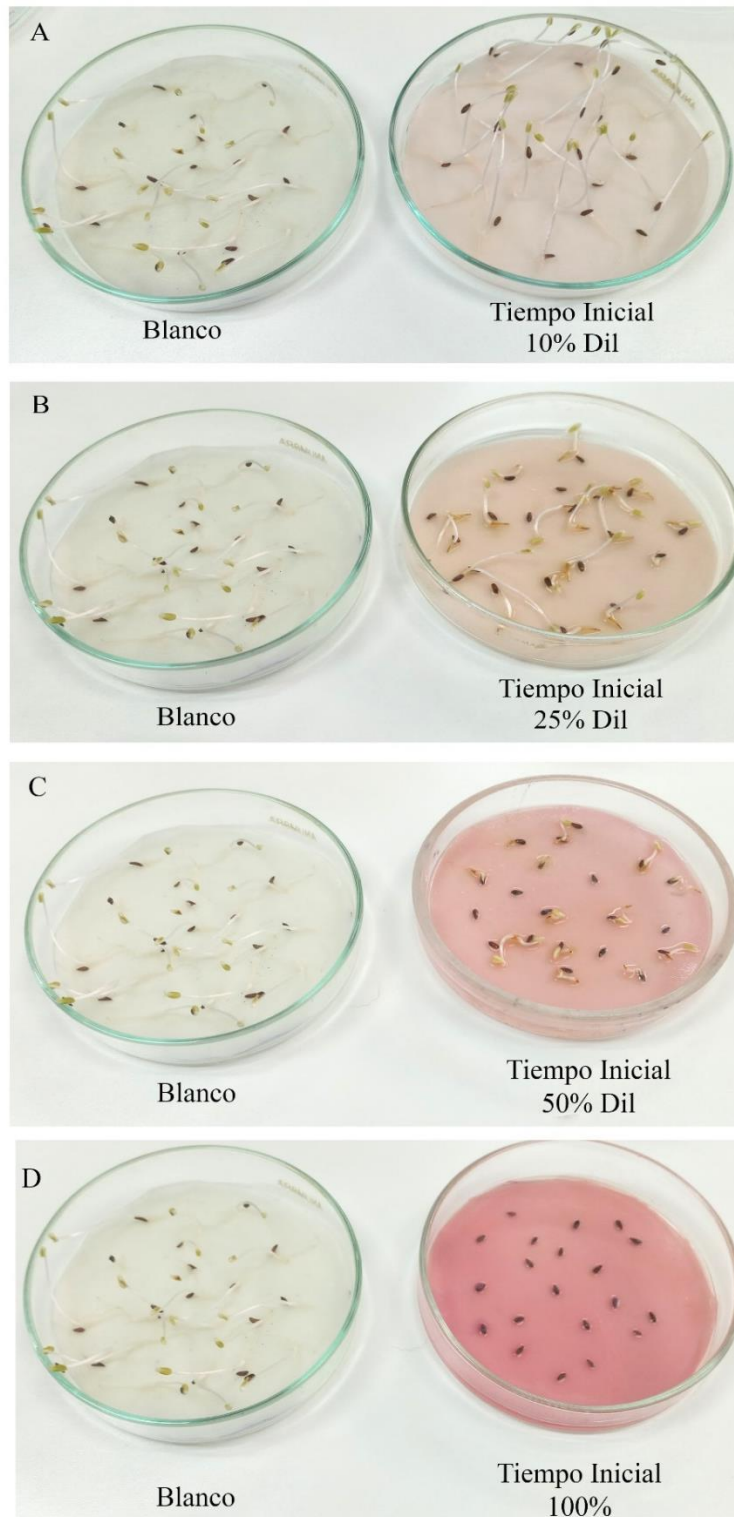 A
Blanco
Tiempo Inicial
10% Dil
B
Blanco
Tiempo Inicial
25% Dil
C
Blanco
Tiempo Inicial
50% Dil
D
Blanco
Tiempo Inicial
100%